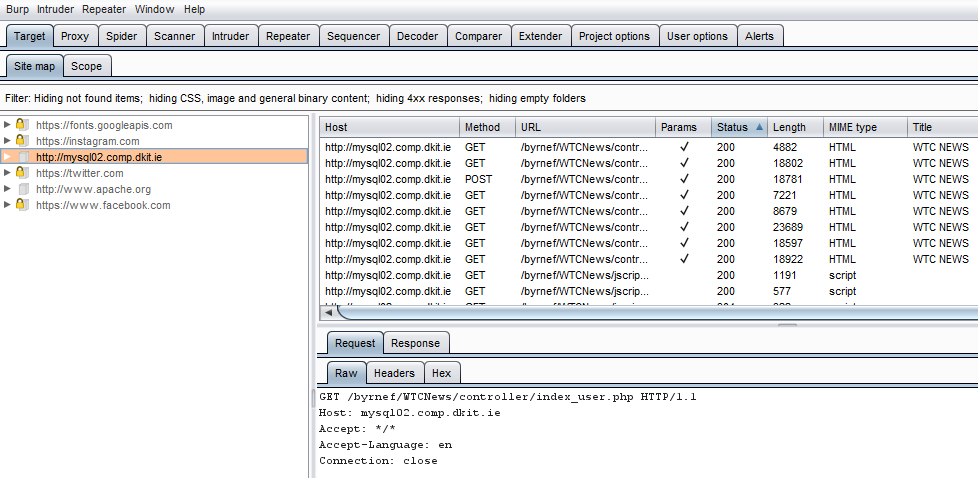 Burp Intruder Repeater Window Help
Target Proxy Spider Scanner Intruder Repeater Sequencer Decoder Comparer Extender Project options User options Alerts
Site map Scope
Filter: Hiding not found items; hiding CSS, image and general binary content; hiding 4xx responses; hiding empty folders
https://fonts.googleapis.com
https://instagram.com
http://mysql02.comp.dkit.ie
https://twitter.com
http://www.apache.org
https://www.facebook.com
Host Method URL Params Status Length MIME type Title
http://mysql02.comp.dkit.ie GET /byrnef/WTCNews/contr... ✓ 200 4882 HTML WTC NEWS
http://mysql02.comp.dkit.ie GET /byrnef/WTCNews/contr... ✓ 200 18802 HTML WTC NEWS
http://mysql02.comp.dkit.ie POST /byrnef/WTCNews/contr... ✓ 200 18781 HTML WTC NEWS
http://mysql02.comp.dkit.ie GET /byrnef/WTCNews/contr... ✓ 200 7221 HTML WTC NEWS
http://mysql02.comp.dkit.ie GET /byrnef/WTCNews/contr... ✓ 200 8679 HTML WTC NEWS
http://mysql02.comp.dkit.ie GET /byrnef/WTCNews/contr... ✓ 200 23689 HTML WTC NEWS
http://mysql02.comp.dkit.ie GET /byrnef/WTCNews/contr... ✓ 200 18597 HTML WTC NEWS
http://mysql02.comp.dkit.ie GET /byrnef/WTCNews/contr... ✓ 200 18922 HTML WTC NEWS
http://mysql02.comp.dkit.ie GET /byrnef/WTCNews/jscrip... 200 1191 script
http://mysql02.comp.dkit.ie GET /byrnef/WTCNews/jscrip... 200 577 script
Request Response
Raw Headers Hex
GET /byrnef/WTCNews/controller/index_user.php HTTP/1.1
Host: mysql02.comp.dkit.ie
Accept: */*
Accept-Language: en
Connection: close